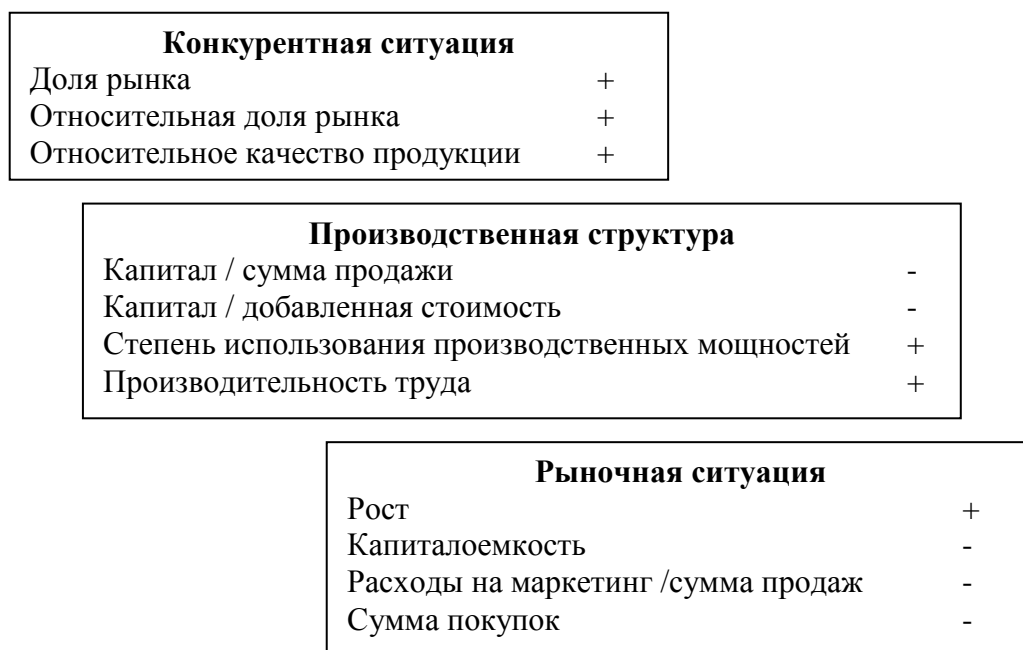 Конкурентная ситуация
Доля рынка +
Относительная доля рынка +
Относительное качество продукции +
Производственная структура
Капитал / сумма продажи -
Капитал / добавленная стоимость -
Степень использования производственных мощностей +
Производительность труда +
Рыночная ситуация
Рост +
Капиталоемкость -
Расходы на маркетинг /сумма продаж -
Сумма покупок -